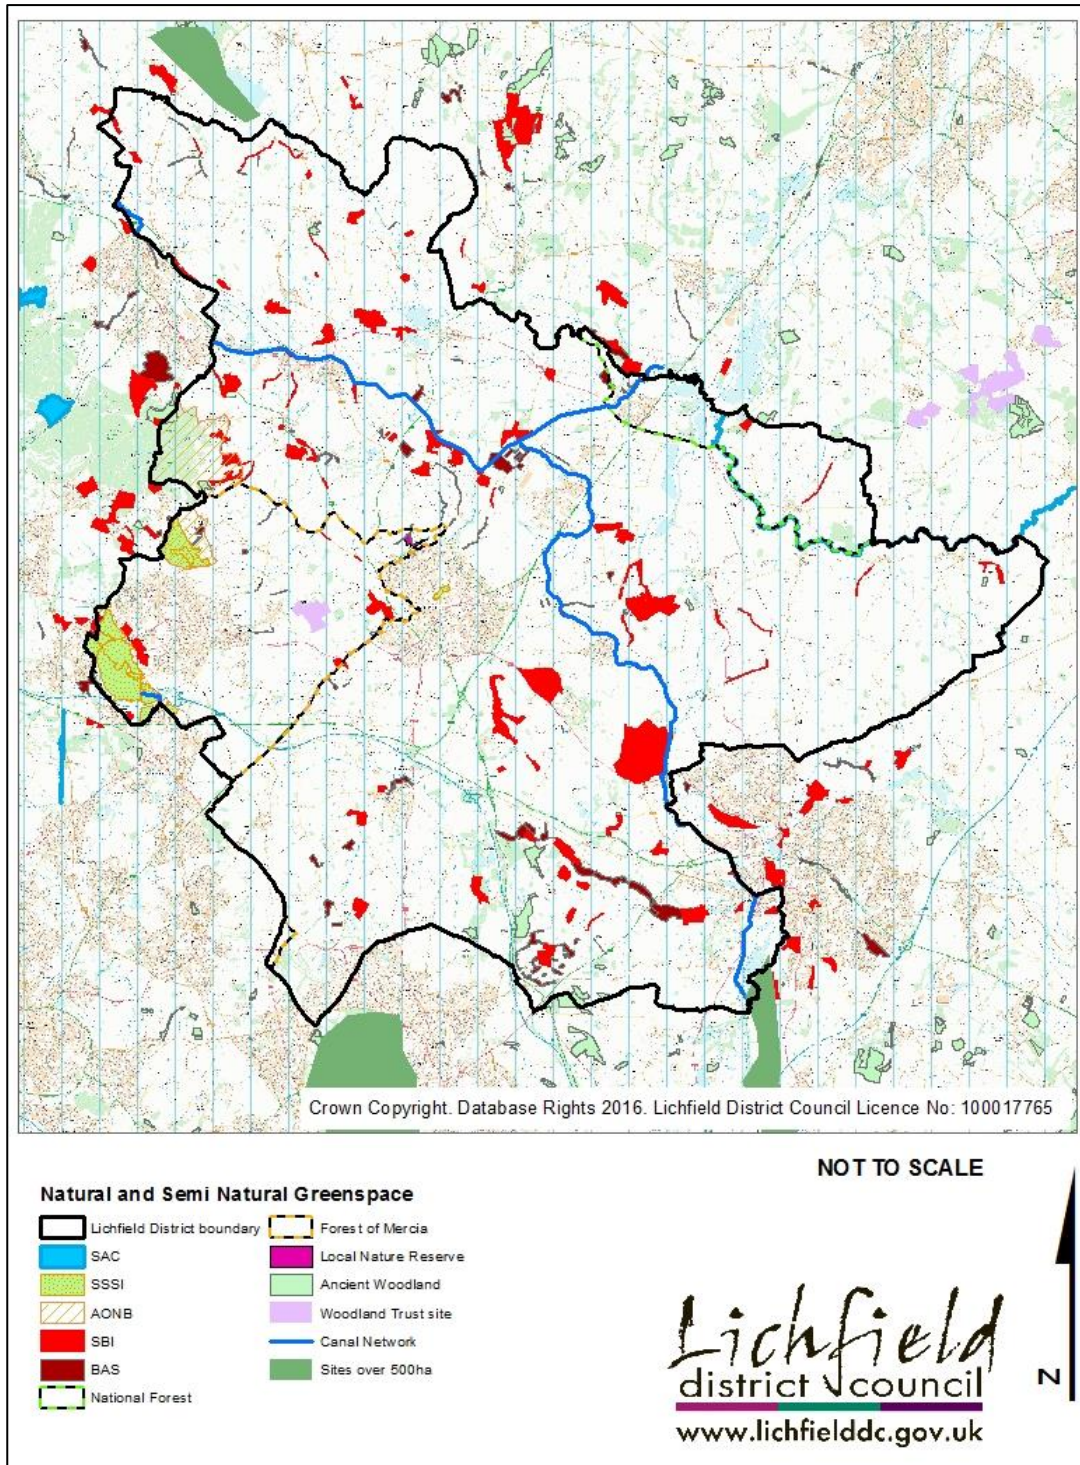 Crown Copyright. Database Rights 2016. Lichfield District Council Licence No: 100017765
NOT TO SCALE
Natural and Semi Natural Greenspace
Lichfield District boundary
SAC
SSSI
AONB
SBI
BAS
National Forest
Forest of Mercia
Local Nature Reserve
Ancient Woodland
Woodland Trust site
Canal Network
Sites over 500ha
Lichfield
district council
www.lichfielddc.gov.uk
N